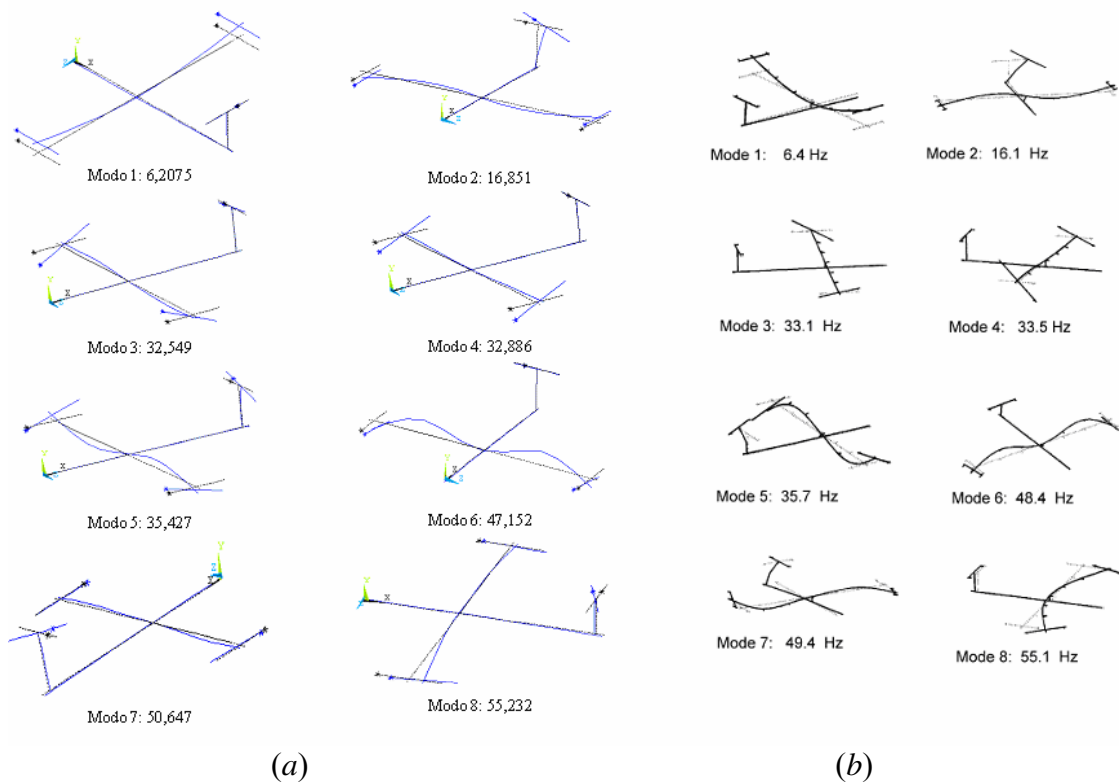 Modo 1: 6,2075
Modo 2: 16,851
Mode 1: 6.4 Hz
Mode 2: 16.1 Hz
Modo 3: 32,549
Modo 4: 32,886
Mode 3: 33.1 Hz
Mode 4: 33.5 Hz
Modo 5: 35,427
Modo 6: 47,152
Mode 5: 35.7 Hz
Mode 6: 48.4 Hz
Modo 7: 50,647
Modo 8: 55,232
Mode 7: 49.4 Hz
Mode 8: 55.1 Hz
(a)
(b)